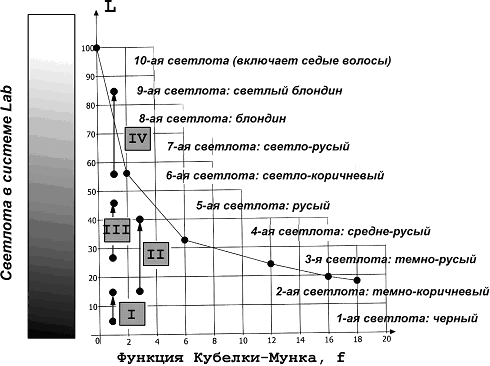 L
Светлота в системе Lab
100
90
80
70
60
50
40
30
20
10
10-ая светлота (включает седые волосы)
9-ая светлота: светлый блондин
8-ая светлота: блондин
IV
7-ая светлота: светло-русый
6-ая светлота: светло-коричневый
5-ая светлота: русый
III
4-ая светлота: средне-русый
II
3-я светлота: темно-русый
2-ая светлота: темно-коричневый
I
1-ая светлота: черный
0 2 4 6 8 10 12 14 16 18 20
Функция Кубелки-Мунка, f